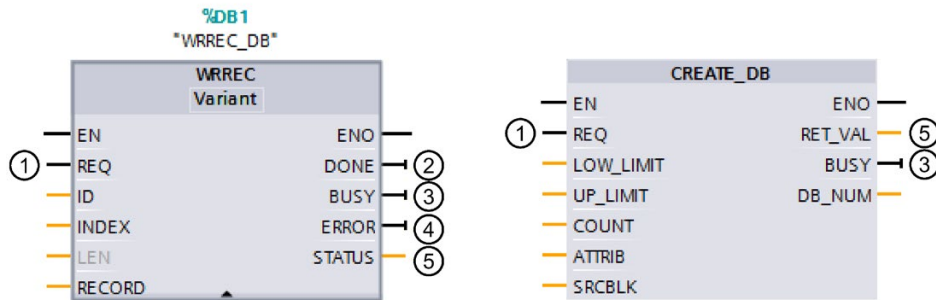 %DB1
"WRREC_DB"
WRREC
Variant
EN ENO
① REQ DONE ②
ID BUSY ③
INDEX ERROR ④
LEN STATUS ⑤
RECORD
CREATE_DB
EN ENO
① REQ RET_VAL ⑤
LOW_LIMIT BUSY ③
UP_LIMIT DB_NUM
COUNT
ATTRIB
SRCBLK